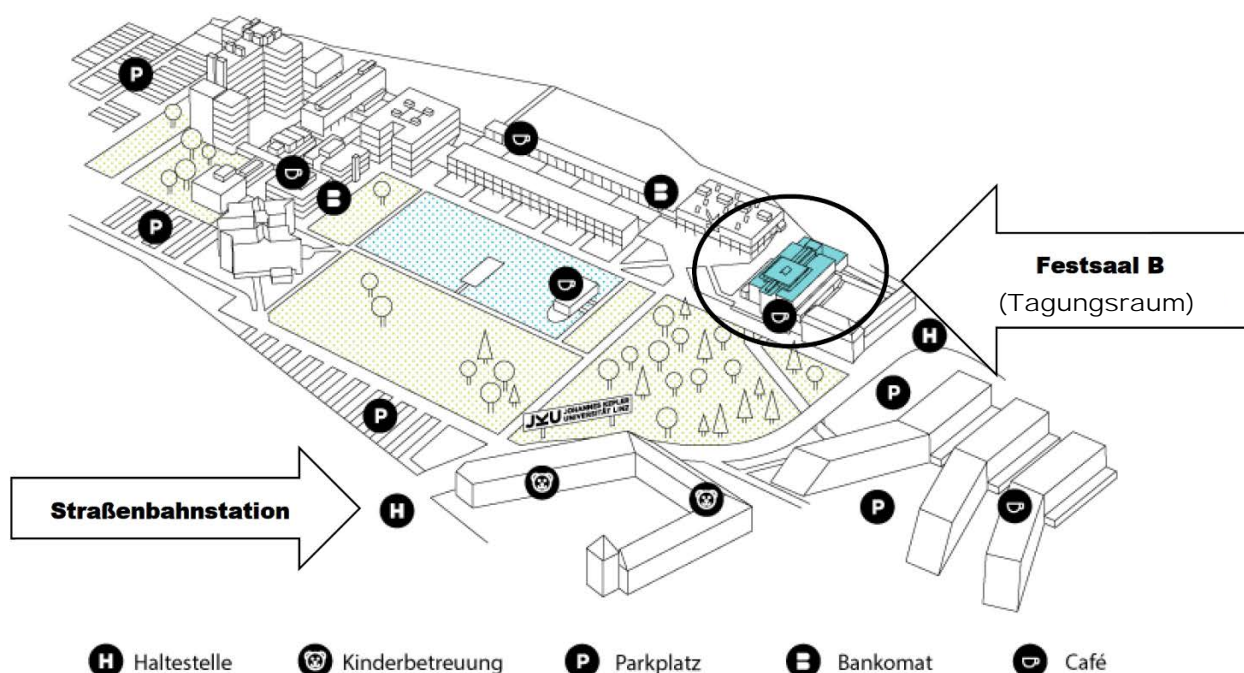 P
P
P
P
P
B
B
H
H
Festsaal B
(Tagungsraum)
JKU JOHANNES KEPLER
UNIVERSITÄT LINZ
Straßenbahnstation
H Haltestelle
Kinderbetreuung
P Parkplatz
B Bankomat
Café